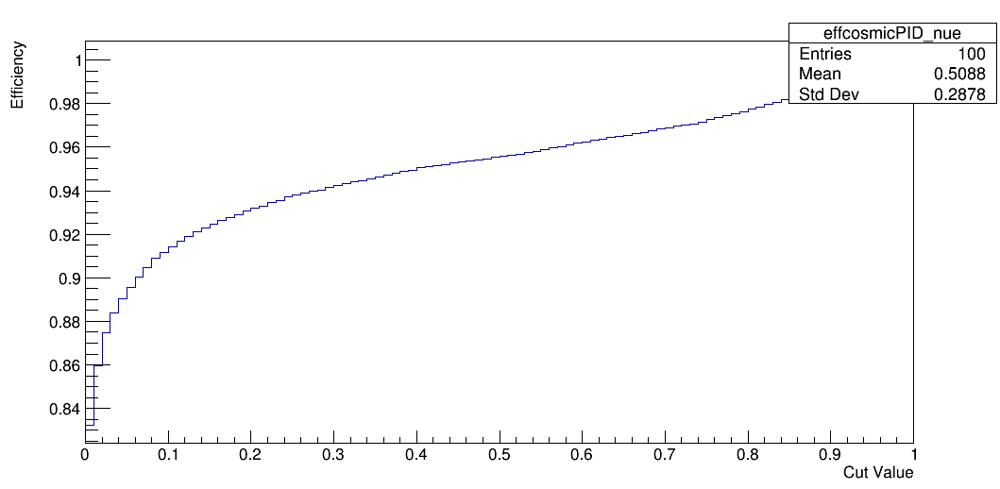 effcosmicPID_nue
Entries 100
Mean 0.5088
Std Dev 0.2878
Efficiency
1
0.98
0.96
0.94
0.92
0.9
0.88
0.86
0.84
0 0.1 0.2 0.3 0.4 0.5 0.6 0.7 0.8 0.9 1
Cut Value